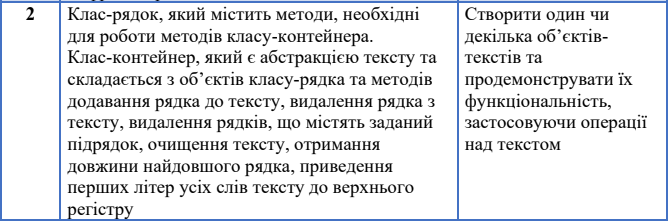 2
Клас-рядок, який містить методи, необхідні
для роботи методів класу-контейнера.
Клас-контейнер, який є абстракцією тексту та
складається з об’єктів класу-рядка та методів
додавання рядка до тексту, видалення рядка з
тексту, видалення рядків, що містять заданий
підрядок, очищення тексту, отримання
довжини найдовшого рядка, приведення
перших літер усіх слів тексту до верхнього
регістру
Створити один чи
декілька об’єктів-
текстів та
продемонструвати їх
функціональність,
застосовуючи операції
над текстом